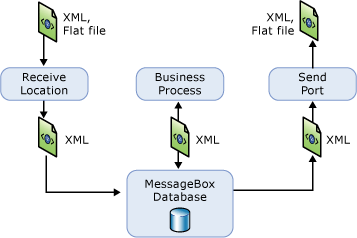 XML,
Flat file
XML,
Flat file
Receive
Location
Business
Process
Send
Port
XML
XML
XML
MessageBox
Database